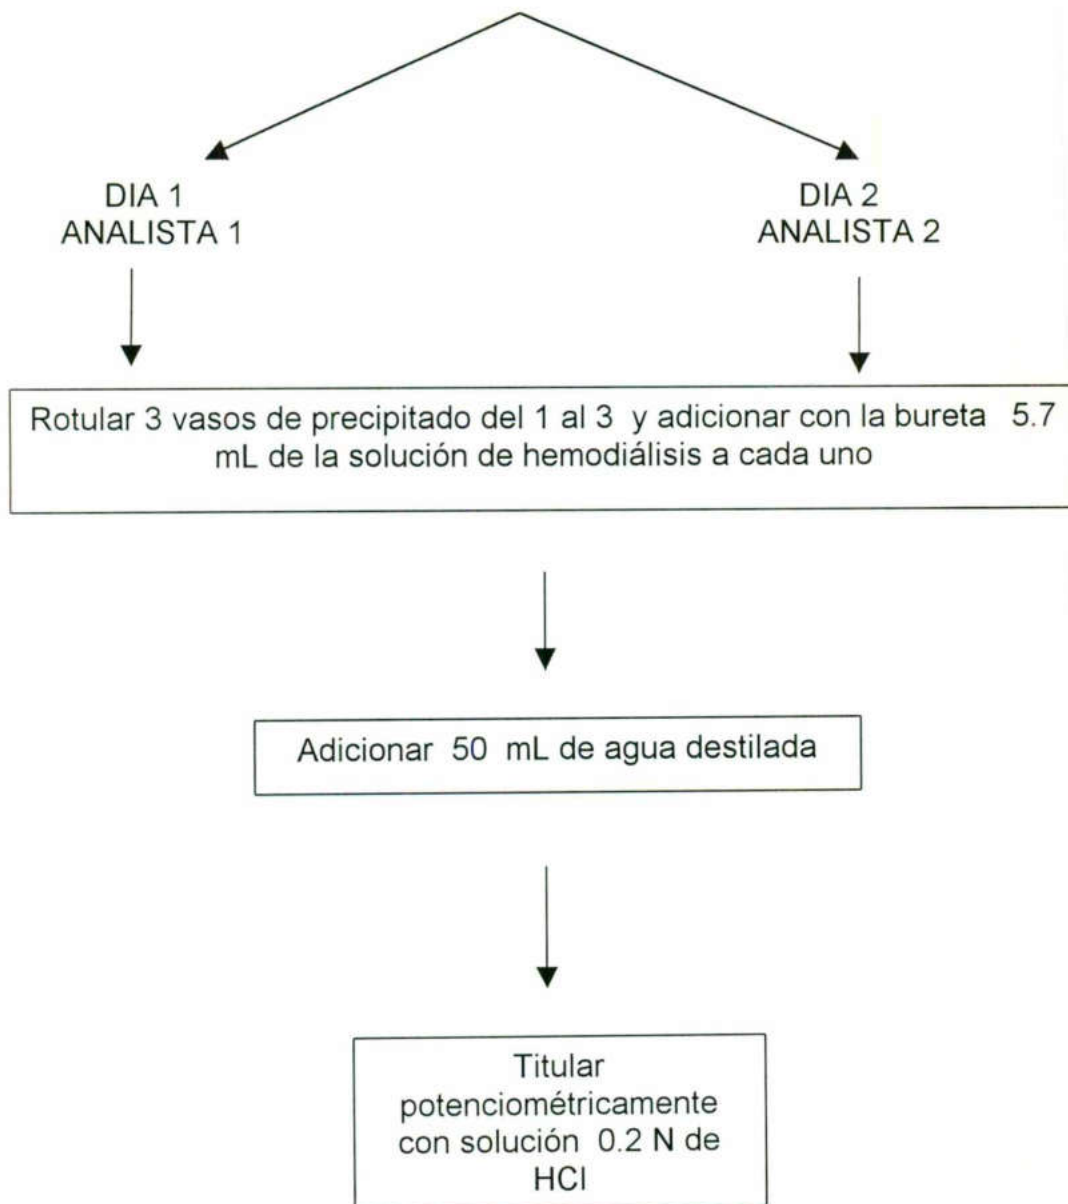 DIA 1
ANALISTA 1
DIA 2
ANALISTA 2
Rotular 3 vasos de precipitado del 1 al 3 y adicionar con la bureta 5.7
mL de la solución de hemodiálisis a cada uno
Adicionar 50 mL de agua destilada
Titular
potenciométricamente
con solución 0.2 N de
HCl